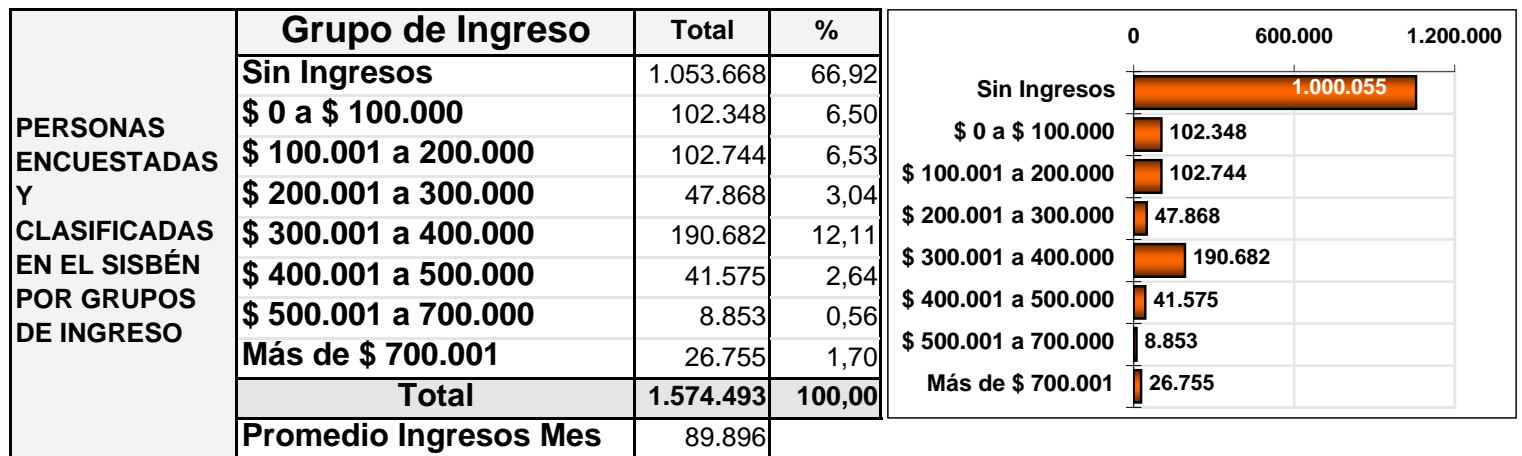 PERSONAS
ENCUESTADAS
Y
CLASIFICADAS
EN EL SISBÉN
POR GRUPOS
DE INGRESO
Grupo de Ingreso Total %
Sin Ingresos 1.053.668 66,92
$ 0 a $ 100.000 102.348 6,50
$ 100.001 a 200.000 102.744 6,53
$ 200.001 a 300.000 47.868 3,04
$ 300.001 a 400.000 190.682 12,11
$ 400.001 a 500.000 41.575 2,64
$ 500.001 a 700.000 8.853 0,56
Más de $ 700.001 26.755 1,70
Total 1.574.493 100,00
Promedio Ingresos Mes 89.896
0 600.000 1.200.000
Sin Ingresos 1.000.055
$ 0 a $ 100.000 102.348
$ 100.001 a 200.000 102.744
$ 200.001 a 300.000 47.868
$ 300.001 a 400.000 190.682
$ 400.001 a 500.000 41.575
$ 500.001 a 700.000 8.853
Más de $ 700.001 26.755